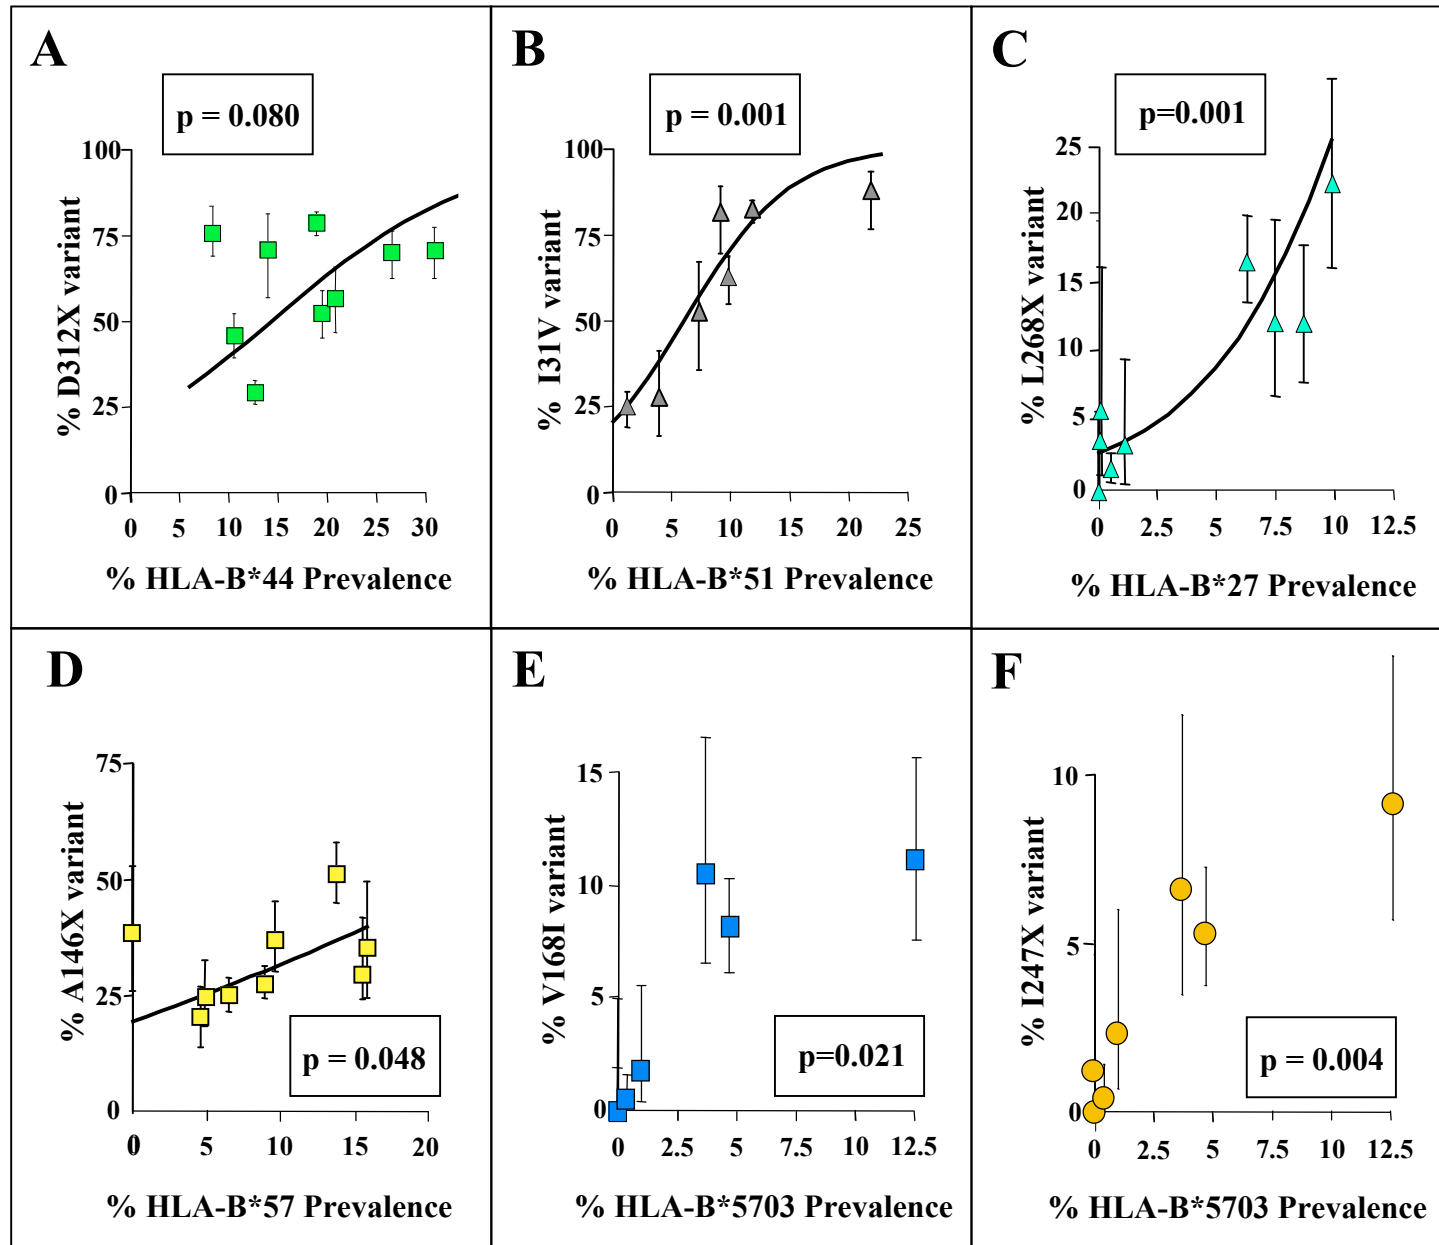 A
p = 0.080
% D312X variant
100
75
50
25
0
0 5 10 15 20 25 30
% HLA-B*44 Prevalence
B
p = 0.001
% I31V variant
100
75
50
25
0
0 5 10 15 20 25
% HLA-B*51 Prevalence
C
p=0.001
% L268X variant
25
20
15
10
5
0
0 2.5 5 7.5 10 12.5
% HLA-B*27 Prevalence
D
% A146X variant
75
50
25
0
p = 0.048
0 5 10 15 20
% HLA-B*57 Prevalence
E
% V168I variant
15
10
5
0
p=0.021
0 2.5 5 7.5 10 12.5
% HLA-B*5703 Prevalence
F
% I247X variant
10
5
0
p = 0.004
0 2.5 5 7.5 10 12.5
% HLA-B*5703 Prevalence